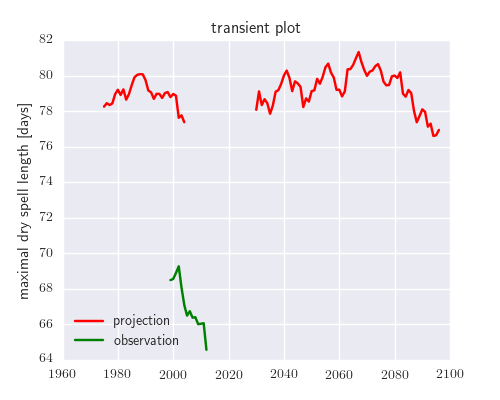 transient plot
82
80
78
76
74
72
70
68
66
64
maximal dry spell length [days]
projection
observation
1960 1980 2000 2020 2040 2060 2080 2100